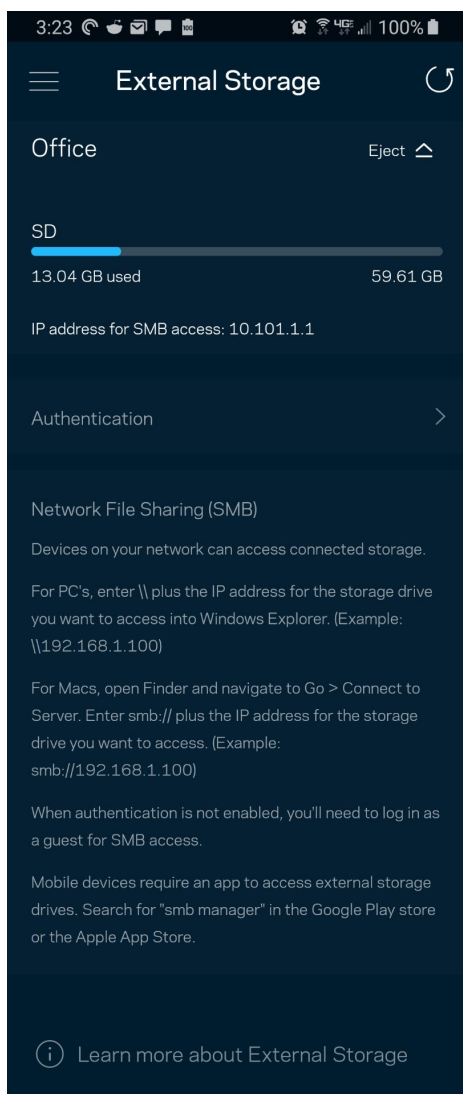 3:23 100%
External Storage
Office Eject
SD
13.04 GB used 59.61 GB
IP address for SMB access: 10.101.1.1
Authentication
Network File Sharing (SMB)
Devices on your network can access connected storage.
For PC's, enter \\ plus the IP address for the storage drive
you want to access into Windows Explorer. (Example:
\\192.168.1.100)
For Macs, open Finder and navigate to Go > Connect to
Server. Enter smb:// plus the IP address for the storage
drive you want to access. (Example:
smb://192.168.1.100)
When authentication is not enabled, you'll need to log in as
a guest for SMB access.
Mobile devices require an app to access external storage
drives. Search for "smb manager" in the Google Play store
or the Apple App Store.
Learn more about External Storage